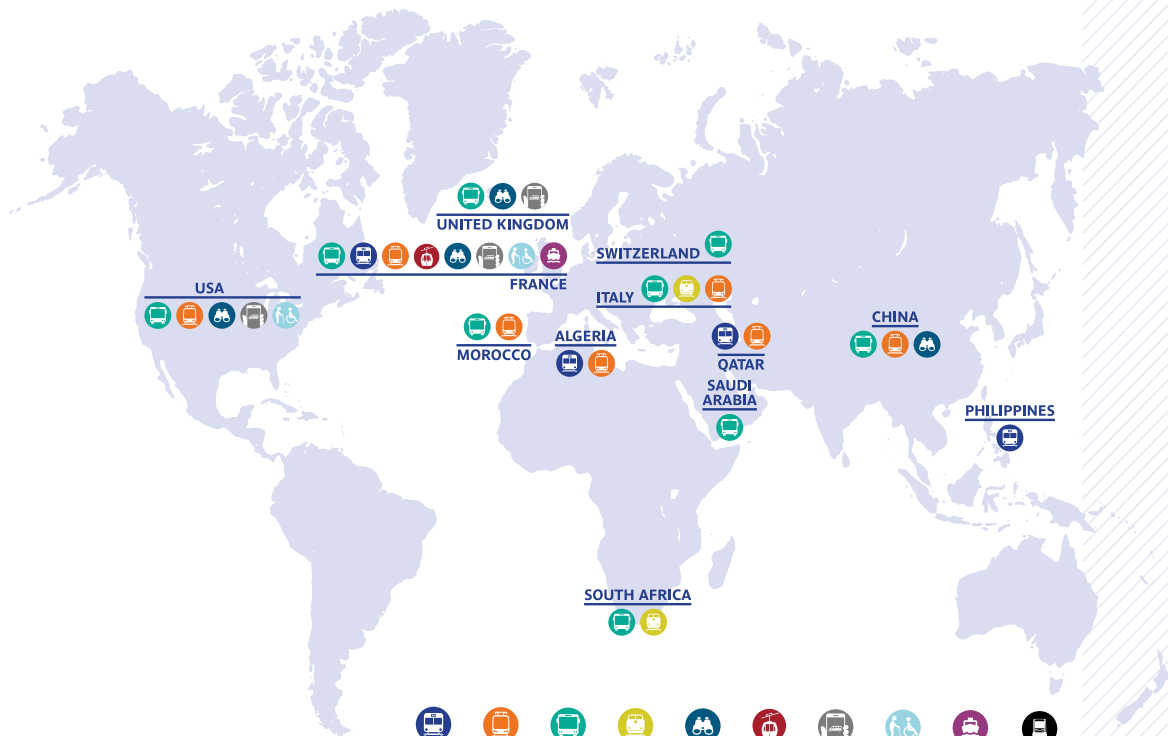 UNITED KINGDOM
SWITZERLAND
FRANCE
USA
ITALY
CHINA
MOROCCO
ALGERIA
QATAR
SAUDI
ARABIA
PHILIPPINES
SOUTH AFRICA